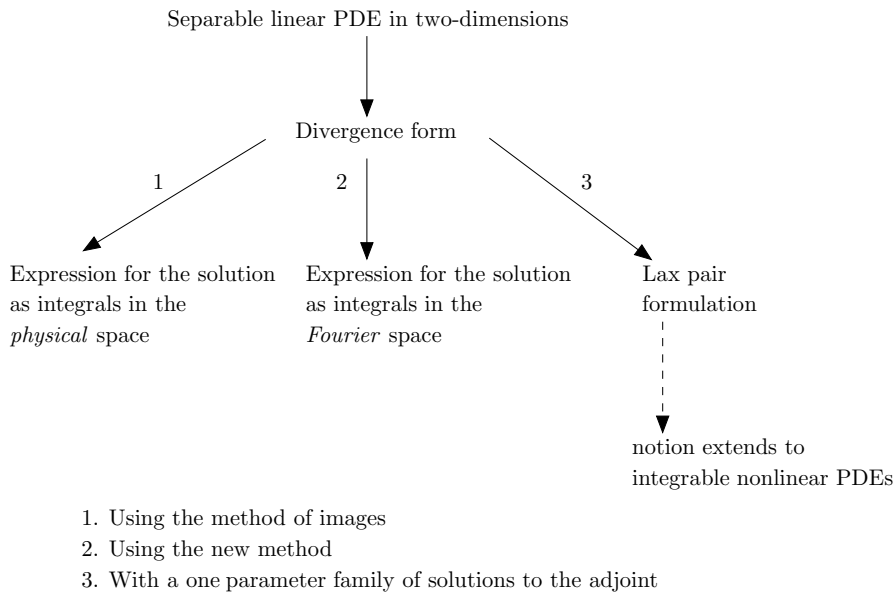 Separable linear PDE in two-dimensions
Divergence form
1
2
3
Expression for the solution
as integrals in the
physical space
Expression for the solution
as integrals in the
Fourier space
Lax pair
formulation
notion extends to
integrable nonlinear PDEs
1. Using the method of images
2. Using the new method
3. With a one parameter family of solutions to the adjoint